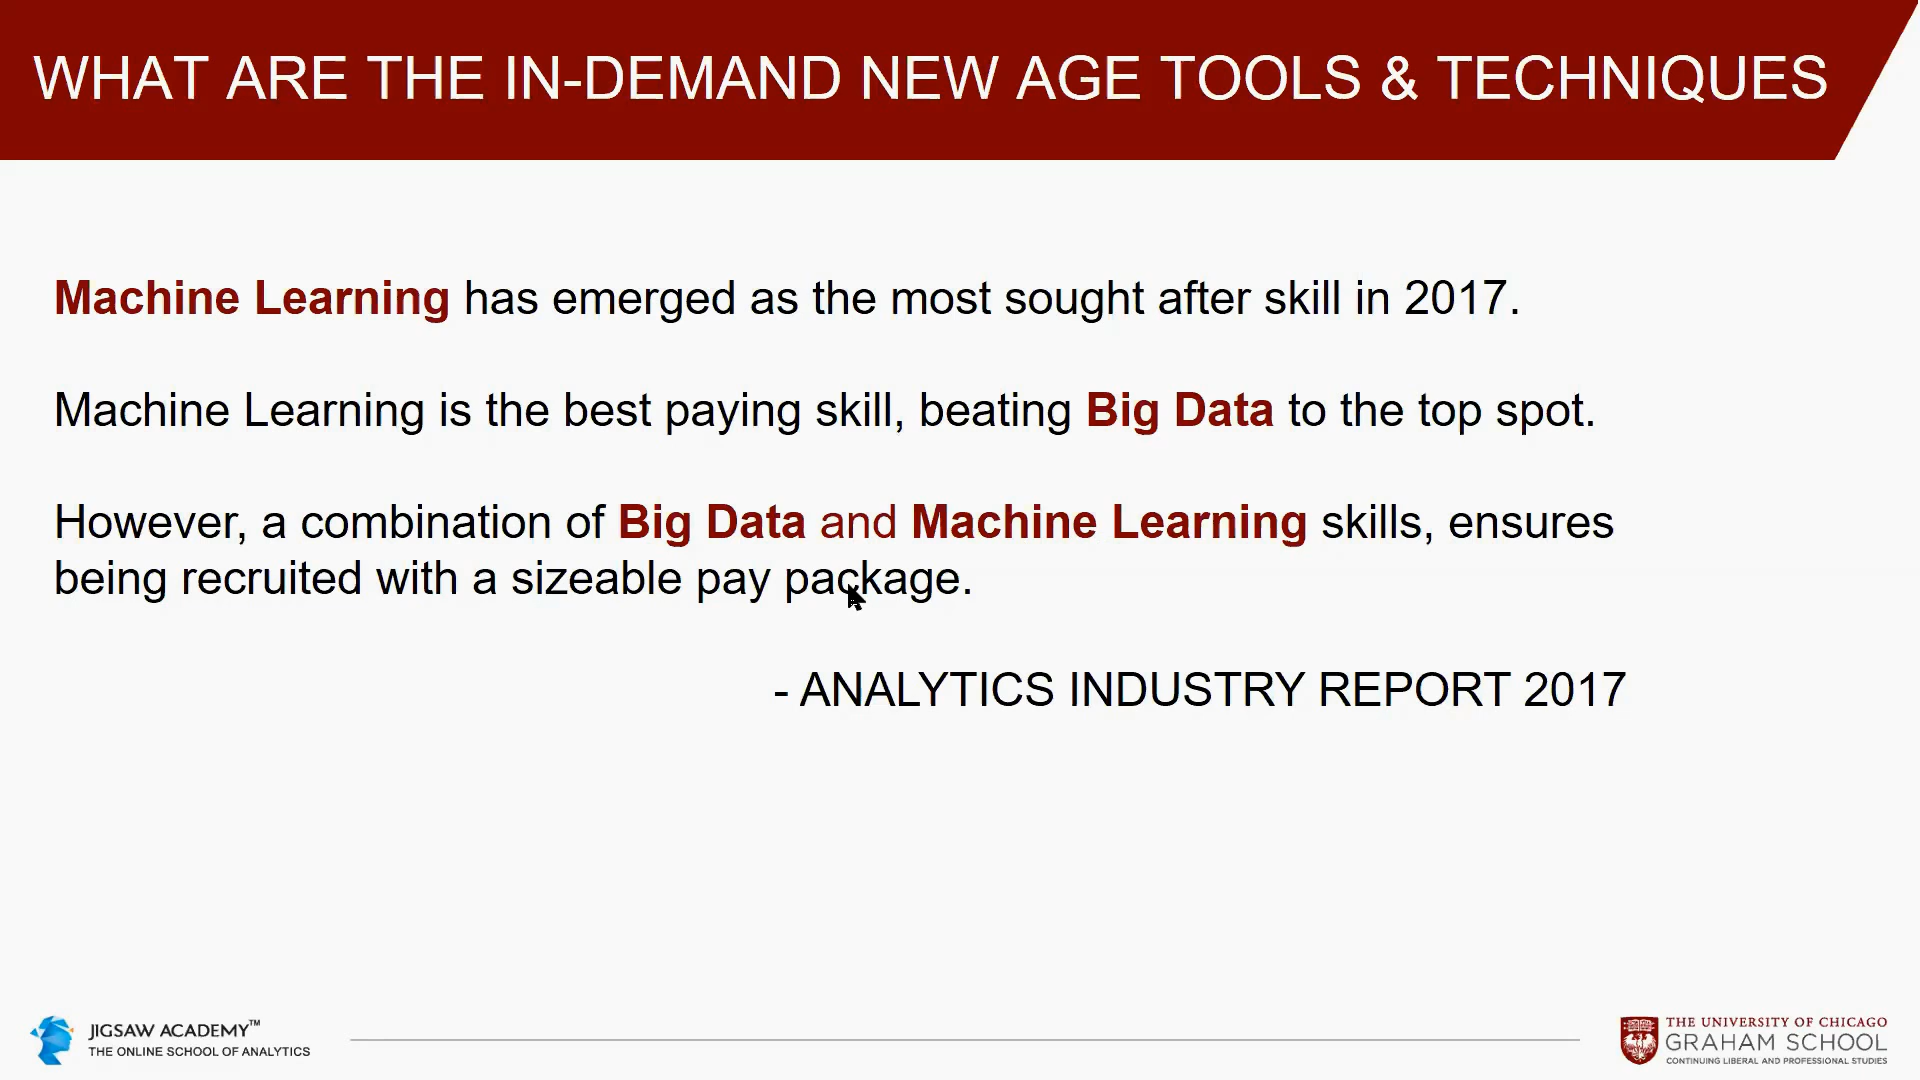 WHAT ARE THE IN-DEMAND NEW AGE TOOLS & TECHNIQUES
Machine Learning has emerged as the most sought after skill in 2017.
Machine Learning is the best paying skill, beating Big Data to the top spot.
However, a combination of Big Data and Machine Learning skills, ensures
being recruited with a sizeable pay package.
- ANALYTICS INDUSTRY REPORT 2017
JIGSAW ACADEMY™
THE ONLINE SCHOOL OF ANALYTICS
THE UNIVERSITY OF CHICAGO
GRAHAM SCHOOL
CONTINUING LIBERAL AND PROFESSIONAL STUDIES